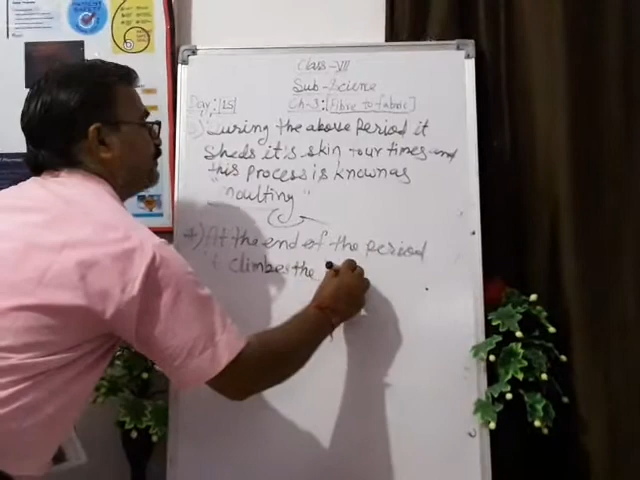 Class-VII
Sub-Science
Day:15 Ch-3:[Fibre to fabric]
3) During the above Period it
Sheds it's skin four times and
this Process is known as
"moulting"
4) At the end of the period
it climbes the